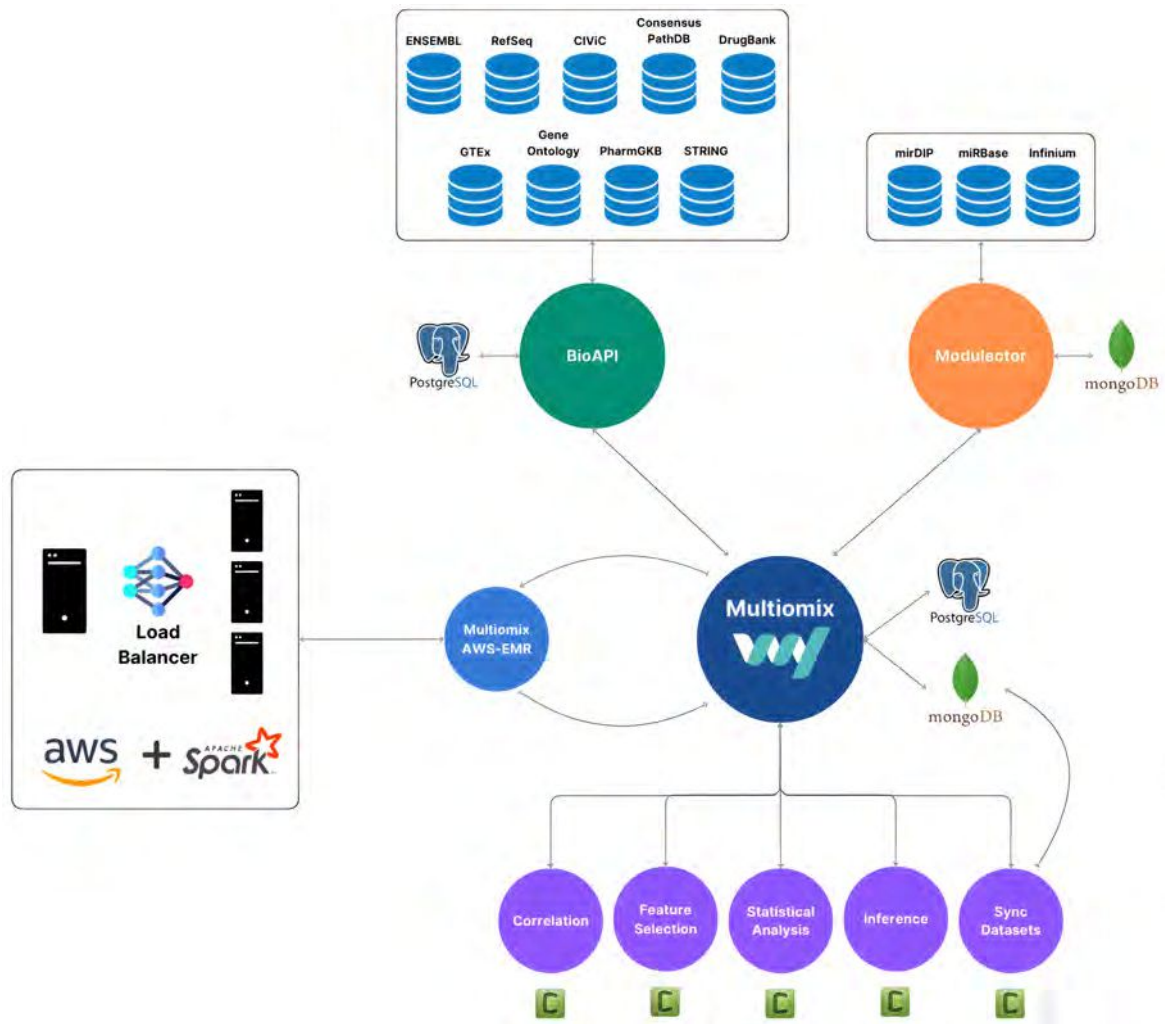 ENSEMBL
RefSeq
CIViC
Consensus
PathDB
DrugBank
GTEx
Gene
Ontology
PharmGKB
STRING
mirDIP
miRBase
Infinium
PostgreSQL
BioAPI
Modulector
mongoDB
Load
Balancer
aws
+
APACHE
Spark
Multiomix
AWS-EMR
Multiomix
PostgreSQL
mongoDB
Correlation
Feature
Selection
Statistical
Analysis
Inference
Sync
Datasets
C
C
C
C
C